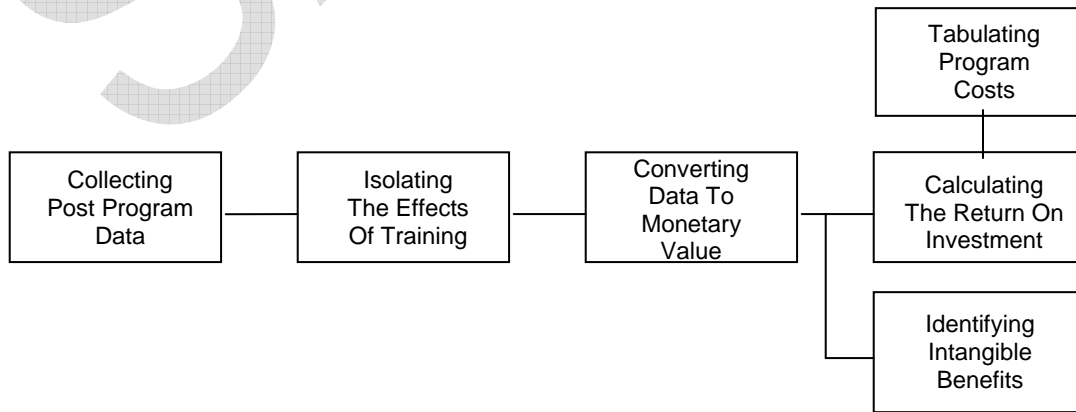 Tabulating
Program
Costs
Collecting
Post Program
Data
Isolating
The Effects
Of Training
Converting
Data To
Monetary
Value
Calculating
The Return On
Investment
Identifying
Intangible
Benefits